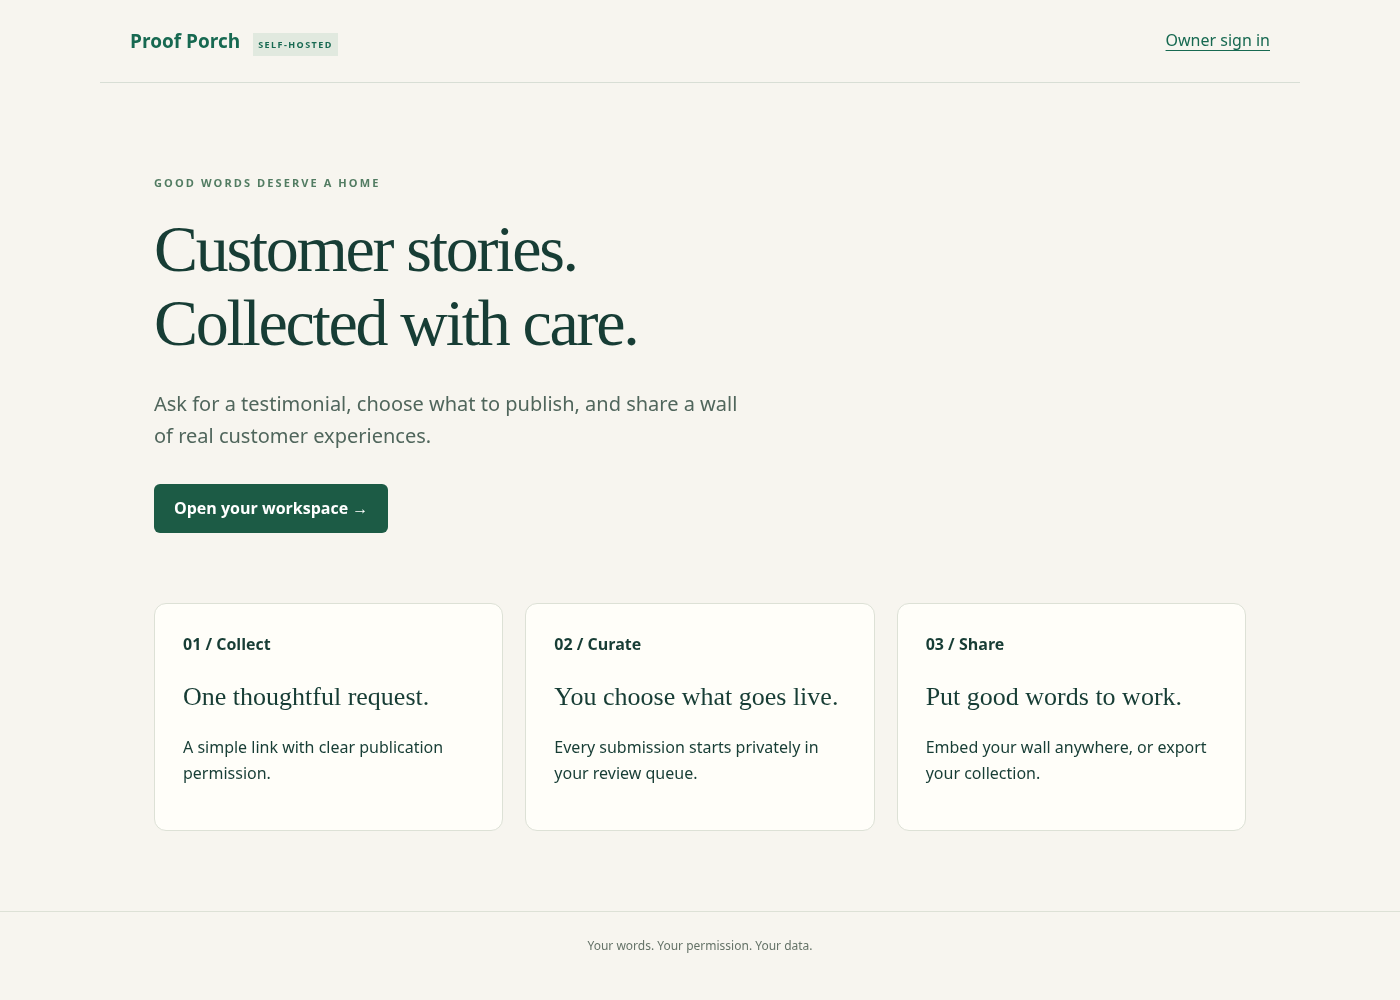 Proof Porch SELF-HOSTED Owner sign in
GOOD WORDS DESERVE A HOME
Customer stories.
Collected with care.
Ask for a testimonial, choose what to publish, and share a wall
of real customer experiences.
Open your workspace →
01 / Collect
One thoughtful request.
A simple link with clear publication
permission.
02 / Curate
You choose what goes live.
Every submission starts privately in
your review queue.
03 / Share
Put good words to work.
Embed your wall anywhere, or export
your collection.
Your words. Your permission. Your data.